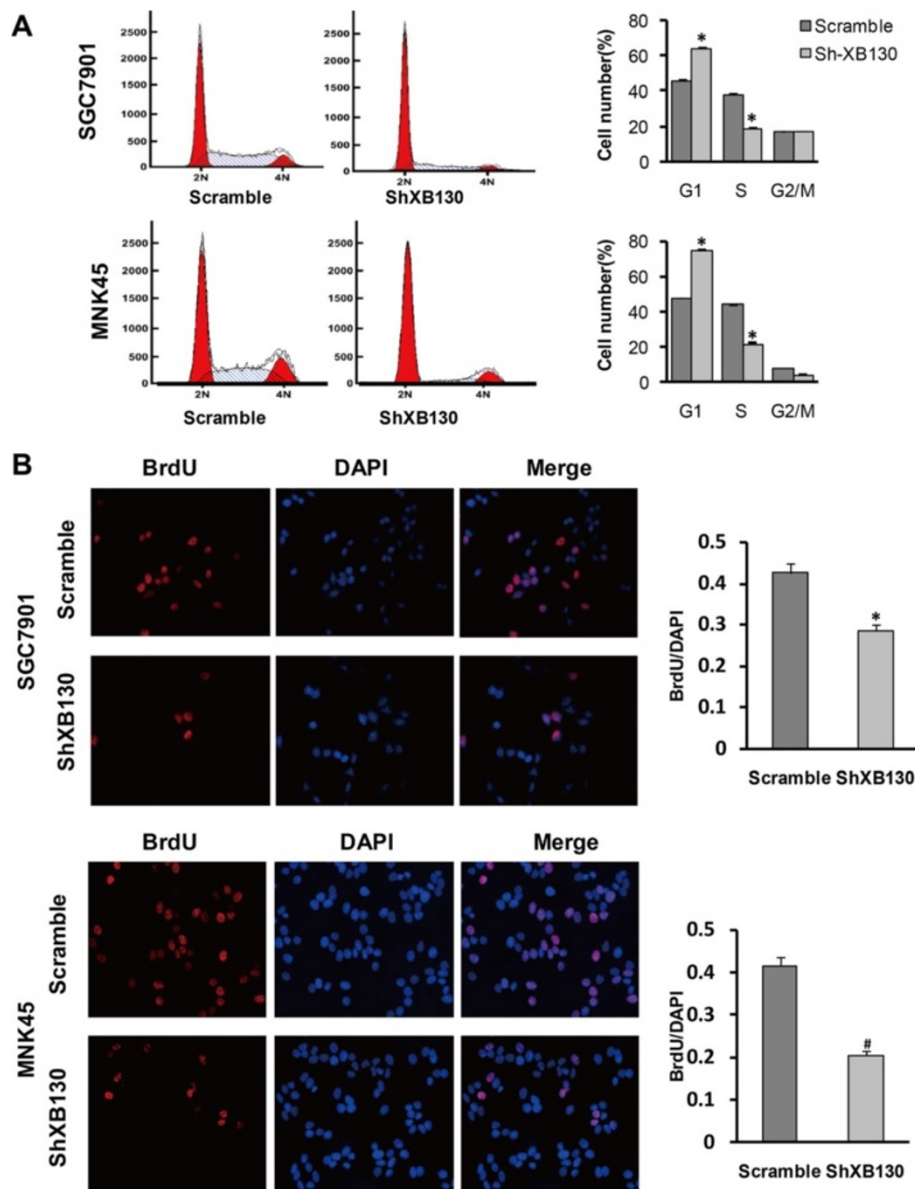 A
SGC7901
2500
2000
1500
1000
500
0
2N
4N
Scramble
2500
2000
1500
1000
500
0
2N
4N
ShXB130
Cell number(%)
80
60
40
20
0
*
*
G1 S G2/M
Scramble
Sh-XB130
MNK45
2500
2000
1500
1000
500
0
2N
4N
Scramble
2500
2000
1500
1000
500
0
2N
4N
ShXB130
Cell number(%)
80
60
40
20
0
*
*
G1 S G2/M
B
BrdU DAPI Merge
SGC7901
Scramble
ShXB130
BrdU/DAPI
0.5
0.4
0.3
0.2
0.1
0
*
Scramble ShXB130
BrdU DAPI Merge
MNK45
Scramble
ShXB130
BrdU/DAPI
0.5
0.4
0.3
0.2
0.1
0
#
Scramble ShXB130